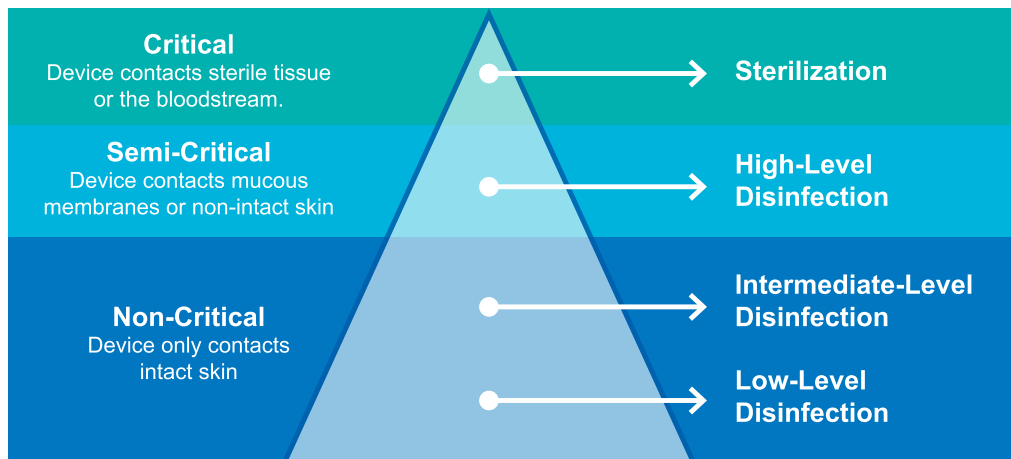 Critical
Device contacts sterile tissue
or the bloodstream.
Sterilization
Semi-Critical
Device contacts mucous
membranes or non-intact skin
High-Level
Disinfection
Non-Critical
Device only contacts
intact skin
Intermediate-Level
Disinfection
Low-Level
Disinfection